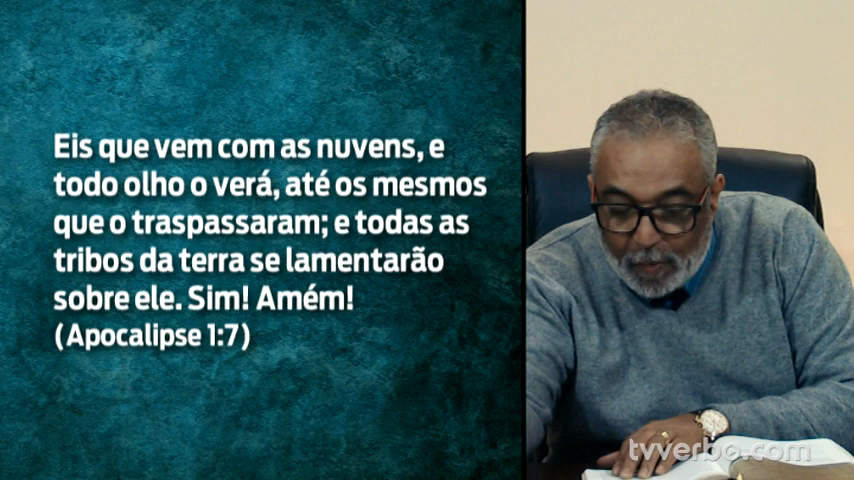 Eis que vem com as nuvens, e
todo olho o verá, até os mesmos
que o traspassaram; e todas as
tribos da terra se lamentarão
sobre ele. Sim! Amém!
(Apocalipse 1:7)
tvverbo.com